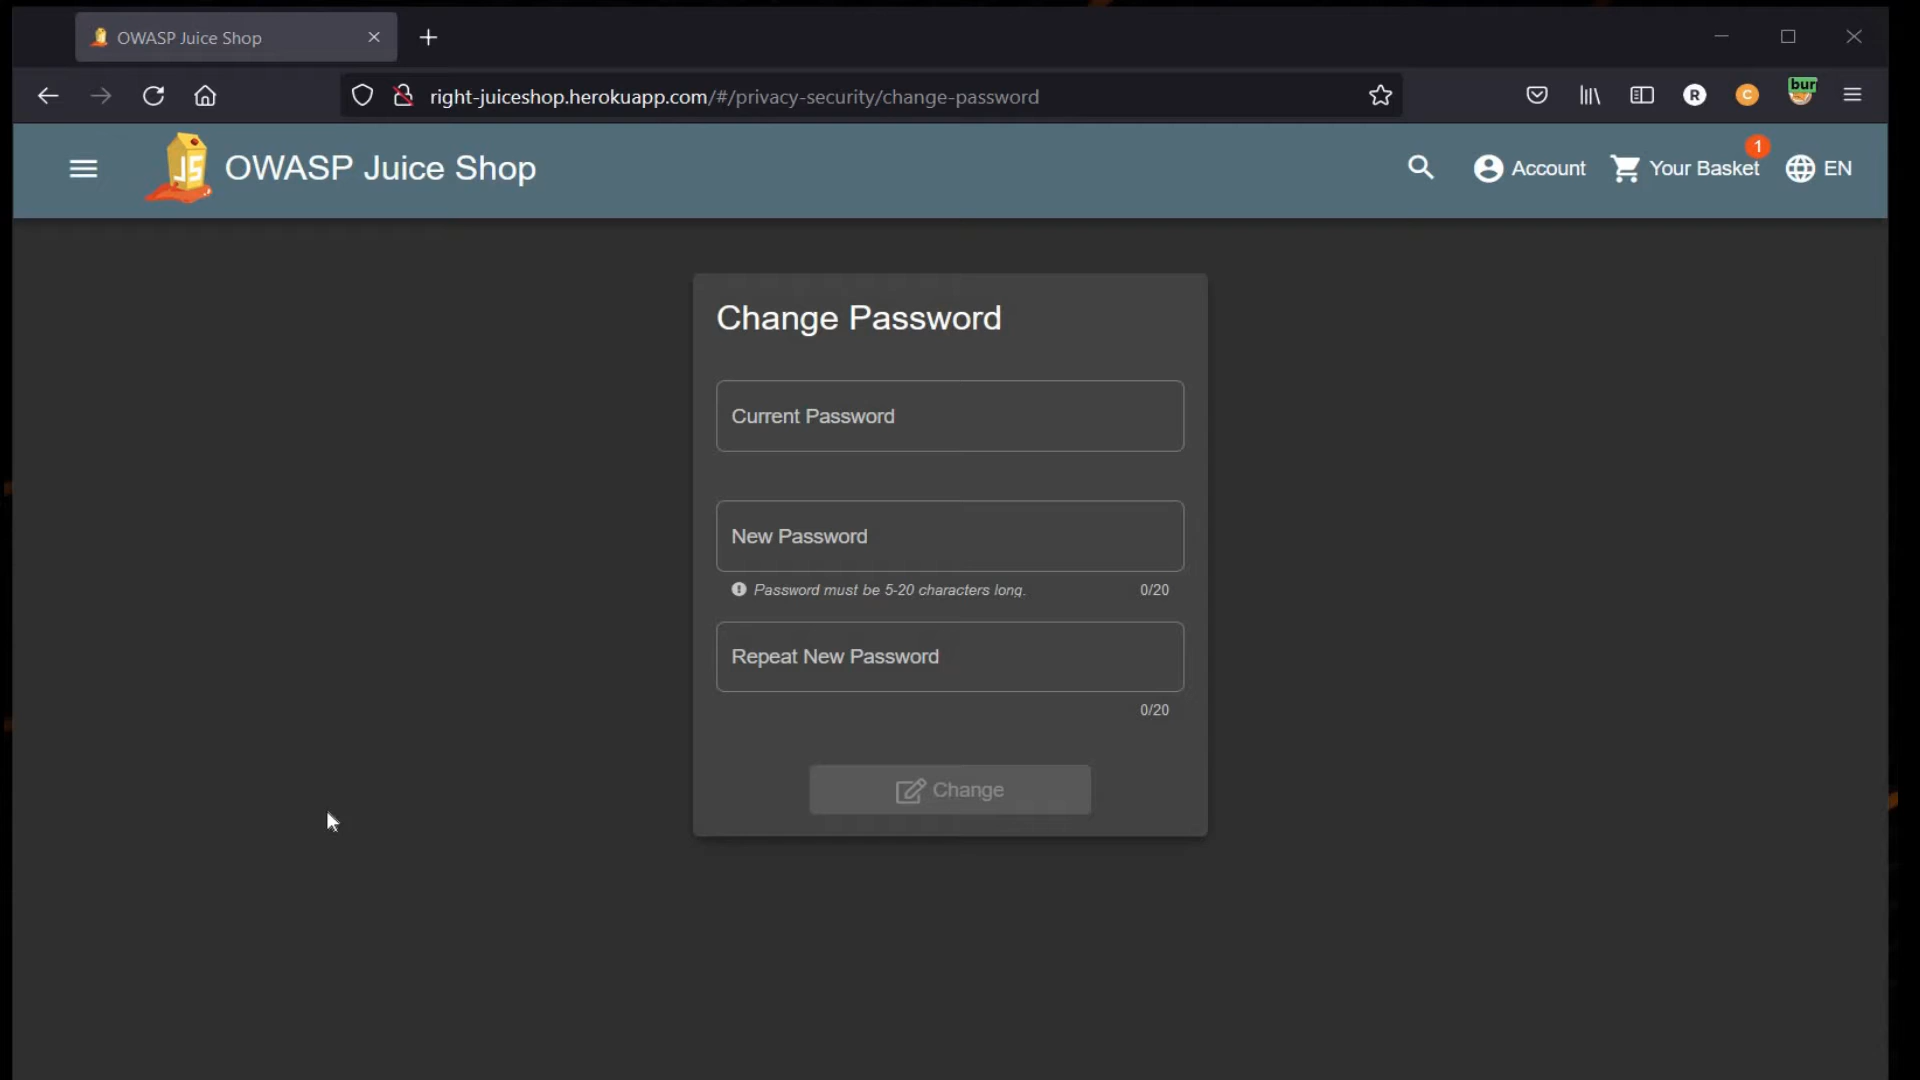 OWASP Juice Shop
right-juiceshop.herokuapp.com/#/privacy-security/change-password
R
C
bur
JS
OWASP Juice Shop
Account
Your Basket
1
EN
Change Password
Current Password
New Password
Password must be 5-20 characters long.
0/20
Repeat New Password
0/20
Change